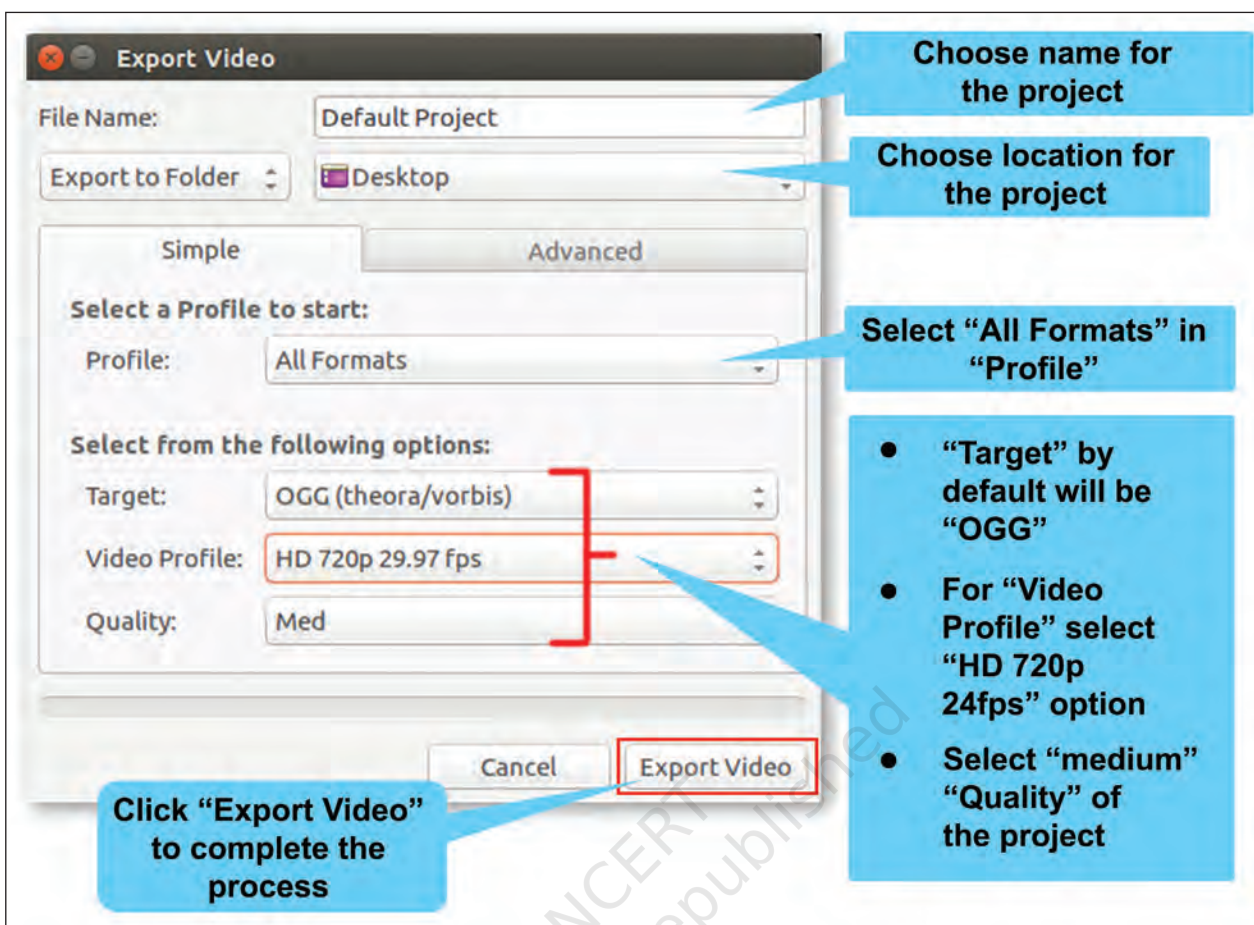 Export Video
File Name:
Default Project
Export to Folder
Desktop
Simple
Advanced
Select a Profile to start:
Profile:
All Formats
Select from the following options:
Target:
OGG (theora/vorbis)
Video Profile:
HD 720p 29.97 fps
Quality:
Med
Cancel
Export Video
Choose name for
the project
Choose location for
the project
Select “All Formats” in
“Profile”
● “Target” by
default will be
“OGG”
● For “Video
Profile” select
“HD 720p
24fps” option
● Select “medium”
“Quality” of
the project
Click “Export Video”
to complete the
process
NCERT
republished